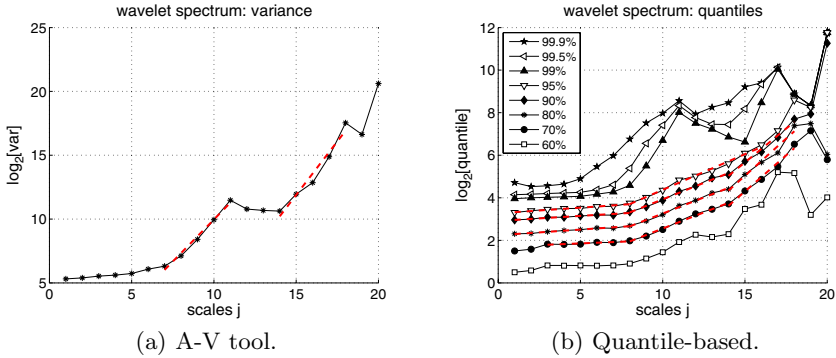 wavelet spectrum: variance
25
20
15
10
5
log2[var]
0 5 10 15 20
scales j
(a) A-V tool.
wavelet spectrum: quantiles
12
10
8
6
4
2
0
log2[quantile]
99.9%
99.5%
99%
95%
90%
80%
70%
60%
0 5 10 15 20
scales j
(b) Quantile-based.